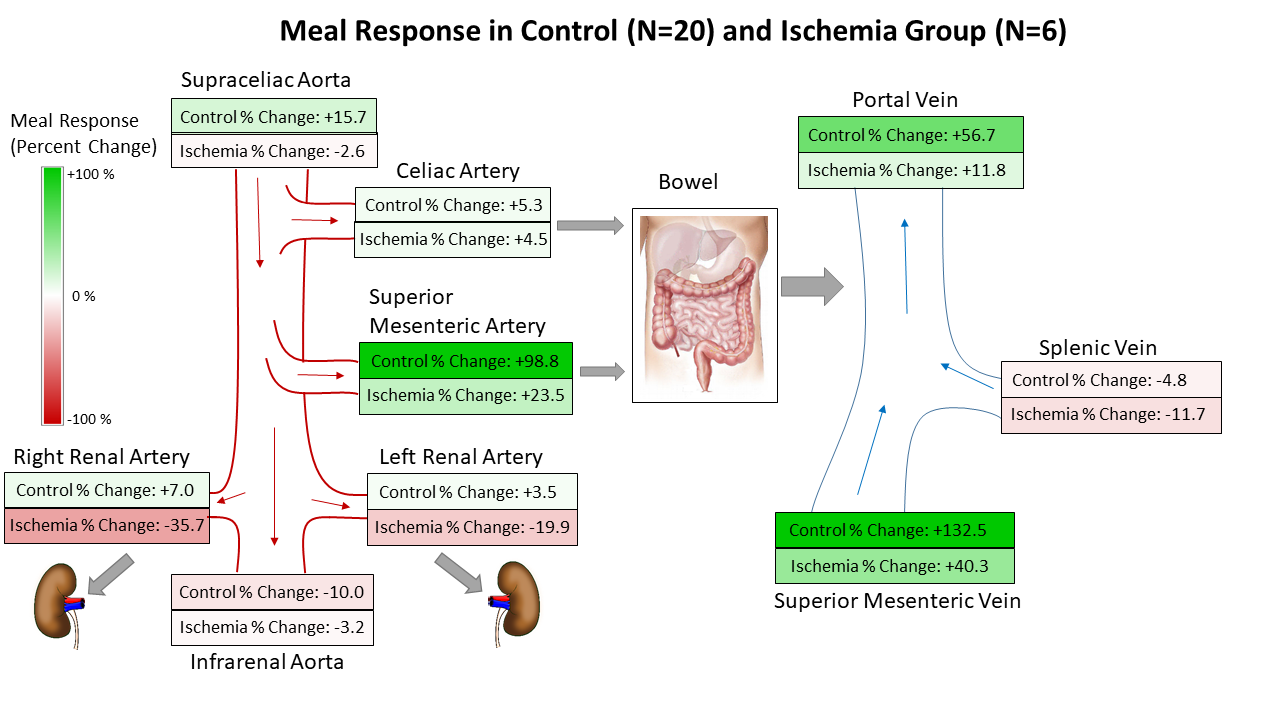 Meal Response in Control (N=20) and Ischemia Group (N=6)
Supraceliac Aorta
Control % Change: +15.7
Ischemia % Change: -2.6
Meal Response
(Percent Change)
+100 %
0 %
-100 %
Celiac Artery
Control % Change: +5.3
Ischemia % Change: +4.5
Superior
Mesenteric Artery
Control % Change: +98.8
Ischemia % Change: +23.5
Right Renal Artery
Control % Change: +7.0
Ischemia % Change: -35.7
Left Renal Artery
Control % Change: +3.5
Ischemia % Change: -19.9
Control % Change: -10.0
Ischemia % Change: -3.2
Infrarenal Aorta
Bowel
Portal Vein
Control % Change: +56.7
Ischemia % Change: +11.8
Splenic Vein
Control % Change: -4.8
Ischemia % Change: -11.7
Control % Change: +132.5
Ischemia % Change: +40.3
Superior Mesenteric Vein